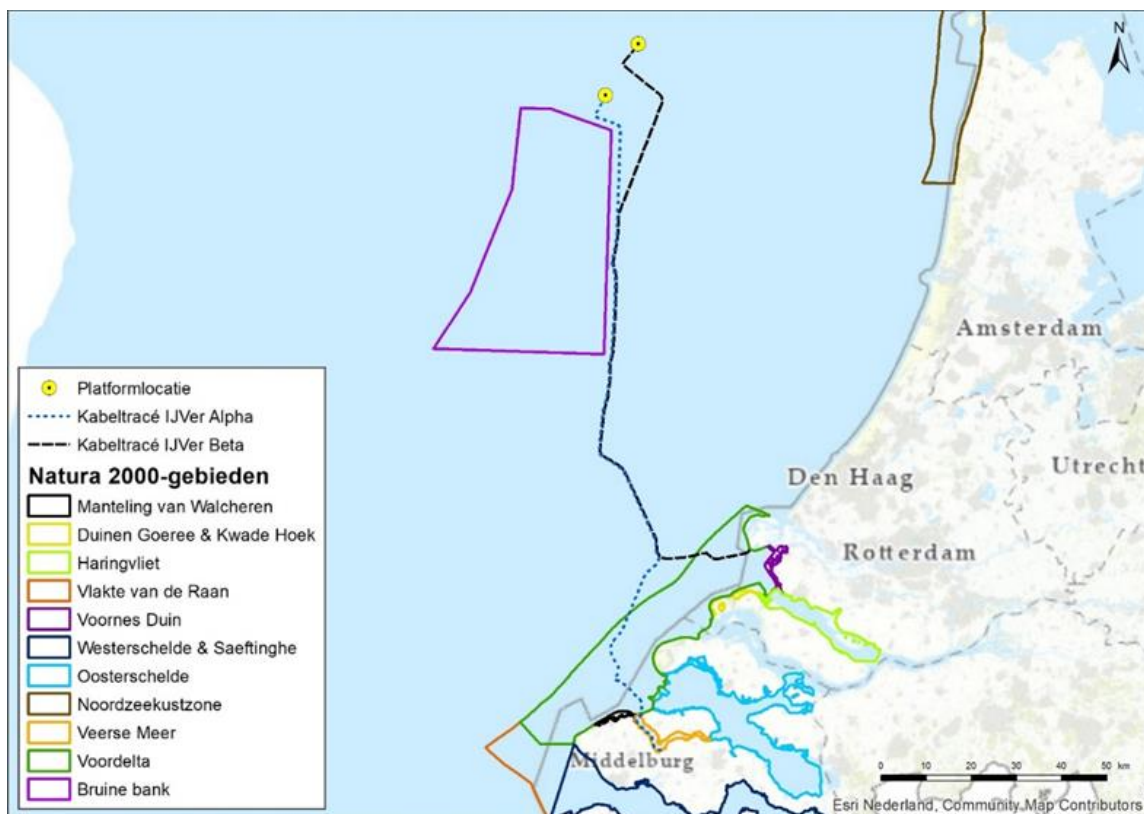 N
Amsterdam
Den Haag
Utrecht
Rotterdam
Middelburg
Platformlocatie
Kabeltracé IJVer Alpha
Kabeltracé IJVer Beta
Natura 2000-gebieden
Manteling van Walcheren
Duinen Goeree & Kwade Hoek
Haringvliet
Vlakte van de Raan
Voornes Duin
Westerschelde & Saeftinghe
Oosterschelde
Noordzeekustzone
Veerse Meer
Voordelta
Bruine bank
0 10 20 30 40 50 km
Esri Nederland, Community Map Contributors